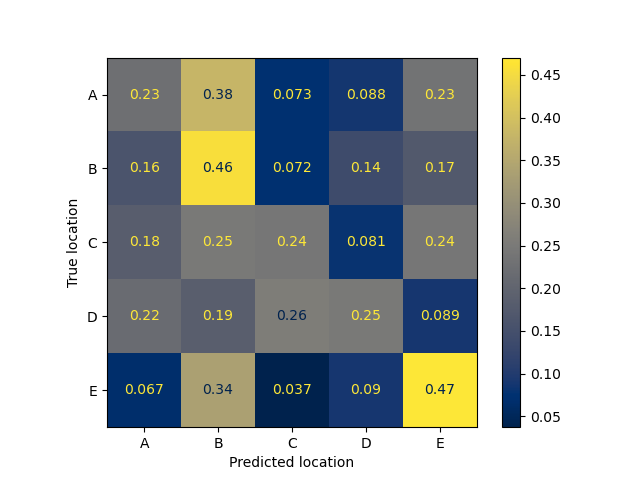 A 0.23 0.38 0.073 0.088 0.23
B 0.16 0.46 0.072 0.14 0.17
C 0.18 0.25 0.24 0.081 0.24
D 0.22 0.19 0.26 0.25 0.089
E 0.067 0.34 0.037 0.09 0.47
A B C D E
Predicted location
True location
0.45
0.40
0.35
0.30
0.25
0.20
0.15
0.10
0.05